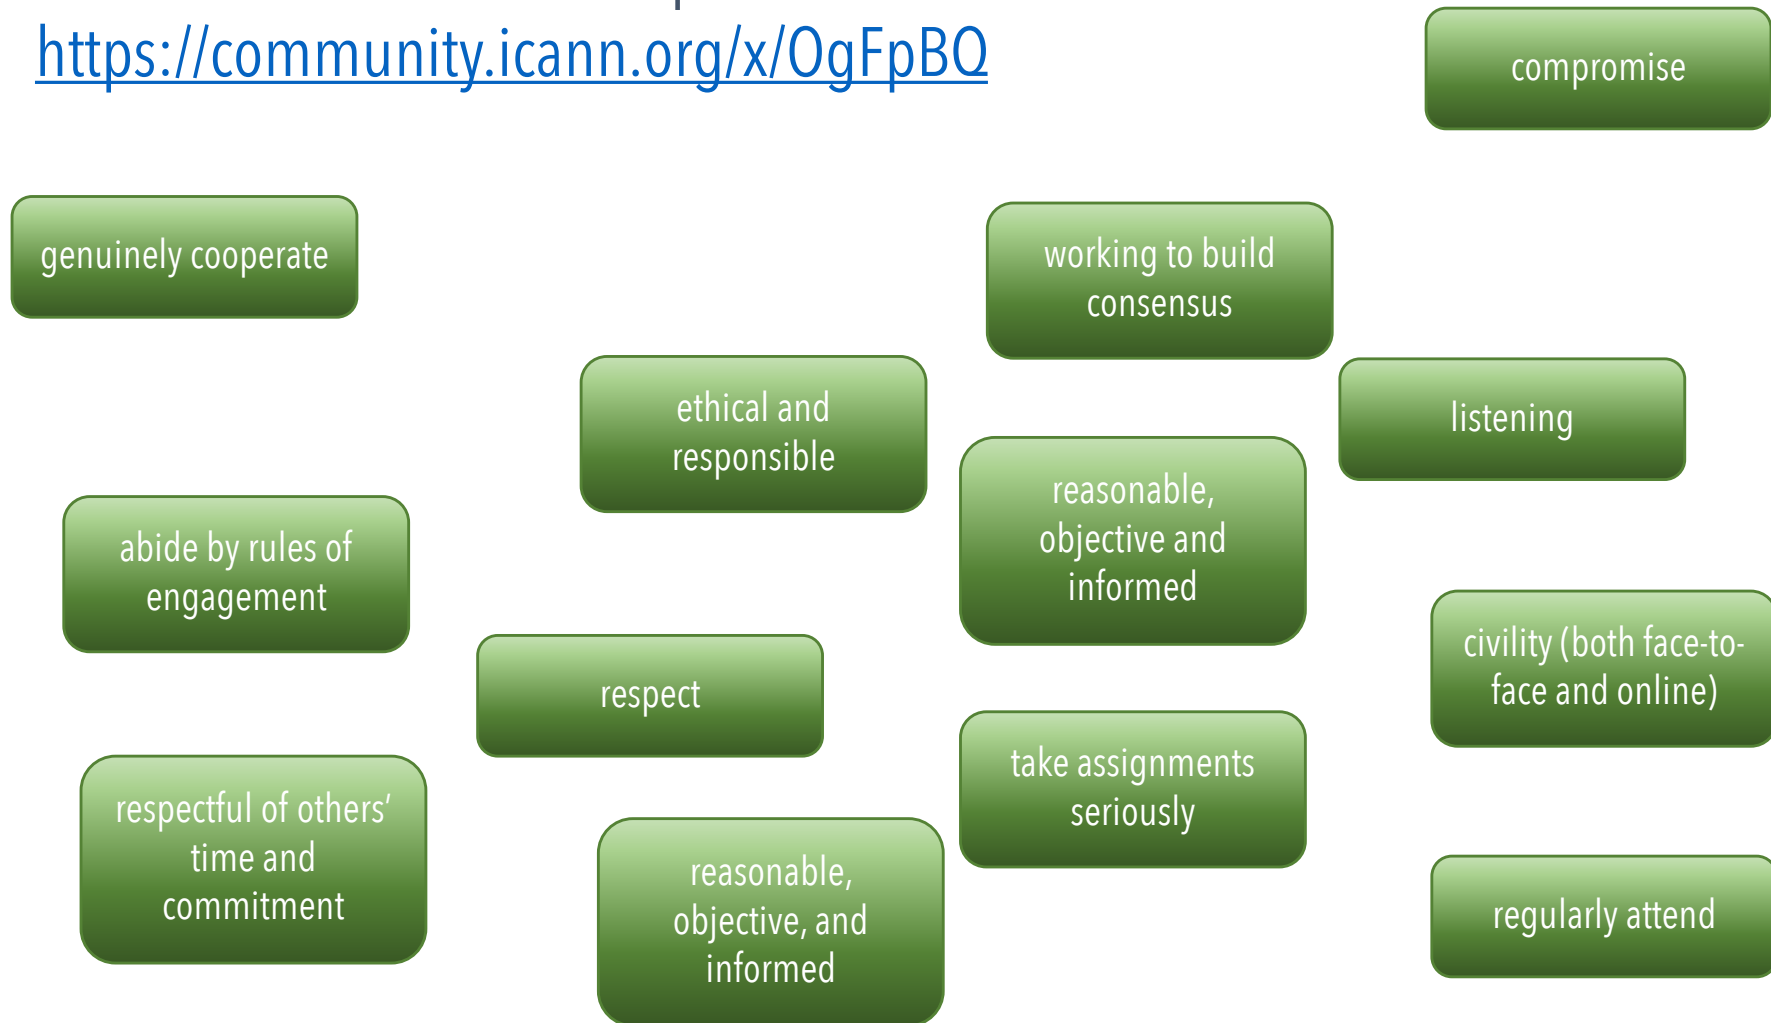 https://community.icann.org/x/OgFpBQ
compromise
genuinely cooperate
working to build
consensus
ethical and
responsible
listening
reasonable,
objective and
informed
abide by rules of
engagement
civility (both face-to-
face and online)
respect
take assignments
seriously
respectful of others’
time and
commitment
reasonable,
objective, and
informed
regularly attend